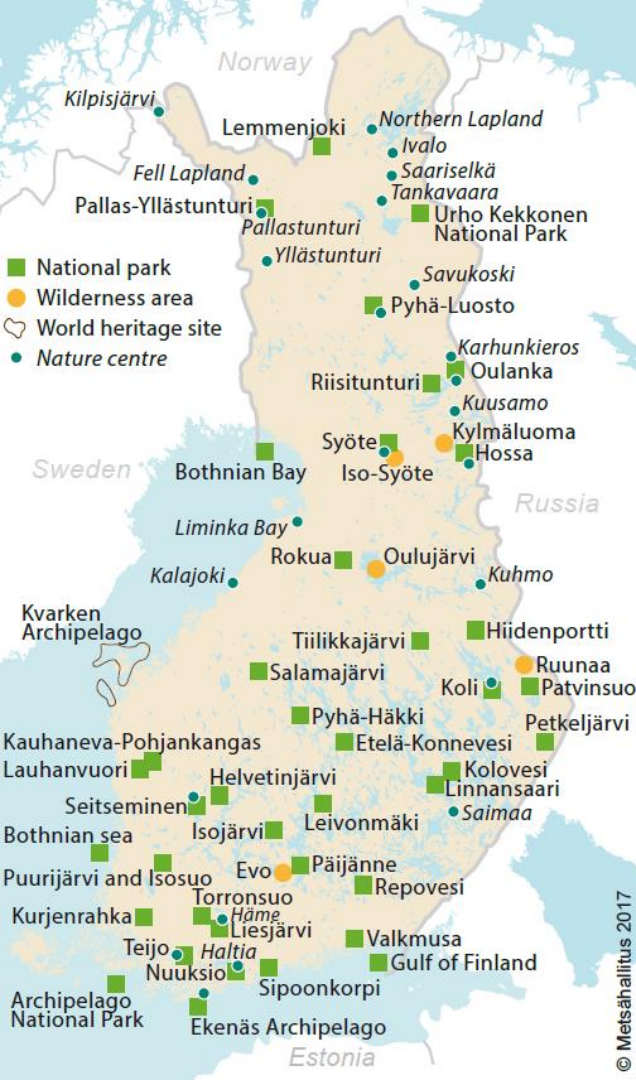 Norway
Kilpisjärvi
Lemmenjoki
Northern Lapland
Ivalo
Fell Lapland
Saariselkä
Tankavaara
Pallas-Yllästunturi
Urho Kekkonen
National Park
Pallastunturi
Yllästunturi
National park
Wilderness area
World heritage site
Nature centre
Savukoski
Pyhä-Luosto
Karhunkieros
Oulanka
Riisitunturi
Kuusamo
Kylmäluoma
Syöte
Hossa
Iso-Syöte
Sweden
Bothnian Bay
Russia
Liminka Bay
Rokua
Oulujärvi
Kalajoki
Kuhmo
Kvarken
Archipelago
Hiidenportti
Tiilikkajärvi
Ruunaa
Salamajärvi
Koli
Patvinsuo
Pyhä-Häkki
Petkeljärvi
Kauhaneva-Pohjankangas
Etelä-Konnevesi
Lauhanvuori
Kolovesi
Helvetinjärvi
Linnansaari
Seitseminen
Saimaa
Leivonmäki
Isojärvi
Bothnian sea
Päijänne
Evo
Puurijärvi and Isosuo
Repovesi
Torronsuo
Kurjenrahka
Häme
Liesjärvi
Valkmusa
Teijo
Haltia
Gulf of Finland
Nuuksio
Sipoonkorpi
Archipelago
National Park
Ekenäs Archipelago
Estonia
© Metsähallitus 2017